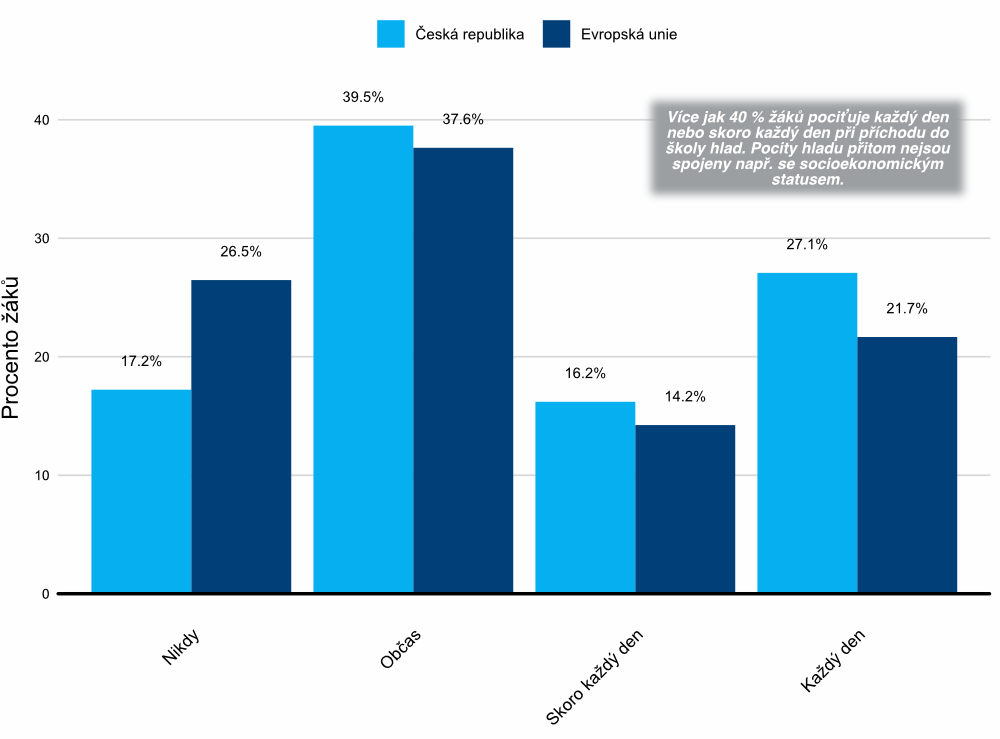 Česká republika Evropská unie
39.5%
37.6%
40
Více jak 40 % žáků pociťuje každý den
nebo skoro každý den při příchodu do
školy hlad. Pocity hladu přitom nejsou
spojeny např. se socioekonomickým
statusem.
30
26.5%
27.1%
21.7%
20
17.2%
16.2%
14.2%
10
0
Procento žáků
Nikdy
Občas
Skoro každý den
Každý den